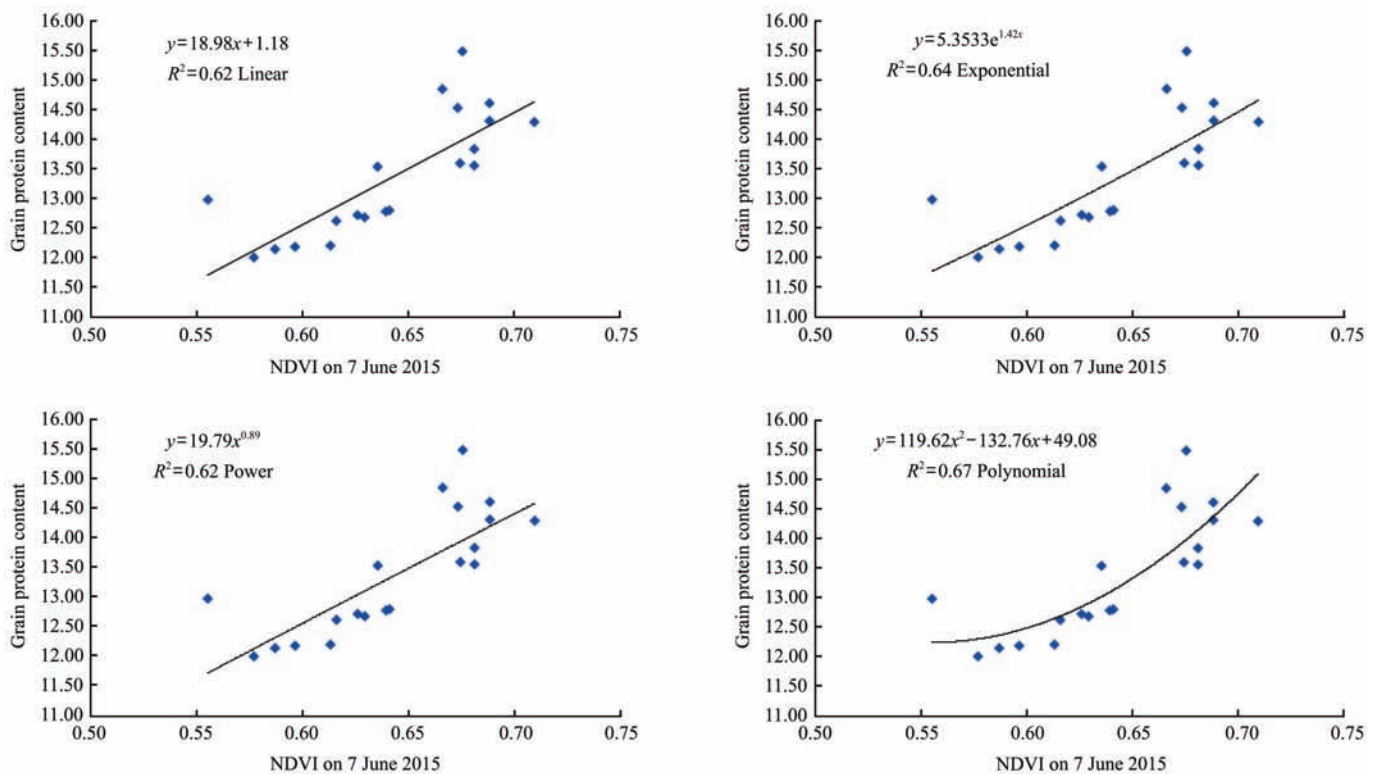 16.00
15.50
15.00
14.50
14.00
13.50
13.00
12.50
12.00
11.50
11.00
Grain protein content
y=18.98x+1.18
R²=0.62 Linear
0.50 0.55 0.60 0.65 0.70 0.75
NDVI on 7 June 2015
16.00
15.50
15.00
14.50
14.00
13.50
13.00
12.50
12.00
11.50
11.00
Grain protein content
y=5.3533e^1.42x
R²=0.64 Exponential
0.50 0.55 0.60 0.65 0.70 0.75
NDVI on 7 June 2015
16.00
15.50
15.00
14.50
14.00
13.50
13.00
12.50
12.00
11.50
11.00
Grain protein content
y=19.79x^0.89
R²=0.62 Power
0.50 0.55 0.60 0.65 0.70 0.75
NDVI on 7 June 2015
16.00
15.50
15.00
14.50
14.00
13.50
13.00
12.50
12.00
11.50
11.00
Grain protein content
y=119.62x²−132.76x+49.08
R²=0.67 Polynomial
0.50 0.55 0.60 0.65 0.70 0.75
NDVI on 7 June 2015